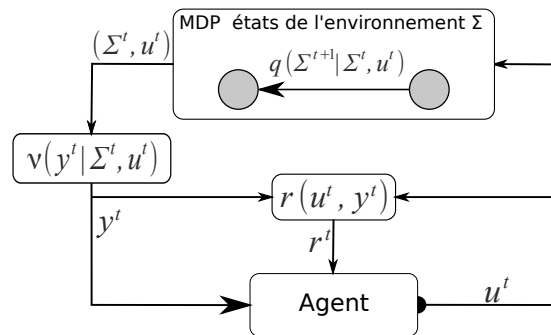 MDP états de l'environnement Σ
q(Σ^{t+1}|Σ^t,u^t)
(Σ^t,u^t)
ν(y^t|Σ^t,u^t)
y^t
r(u^t, y^t)
r^t
Agent
u^t